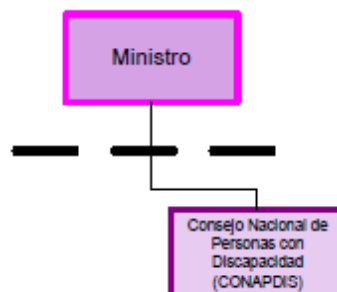 Ministro
Consejo Nacional de
Personas con
Discapacidad
(CONAPDIS)